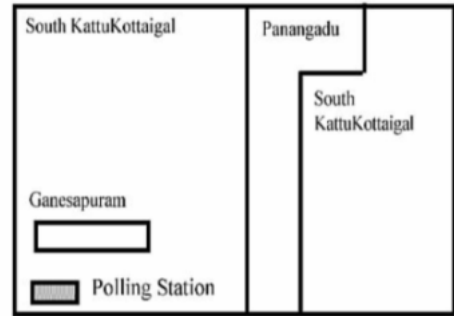 South KattuKottaigal
Panangadu
South
KattuKottaigal
Ganesapuram
Polling Station